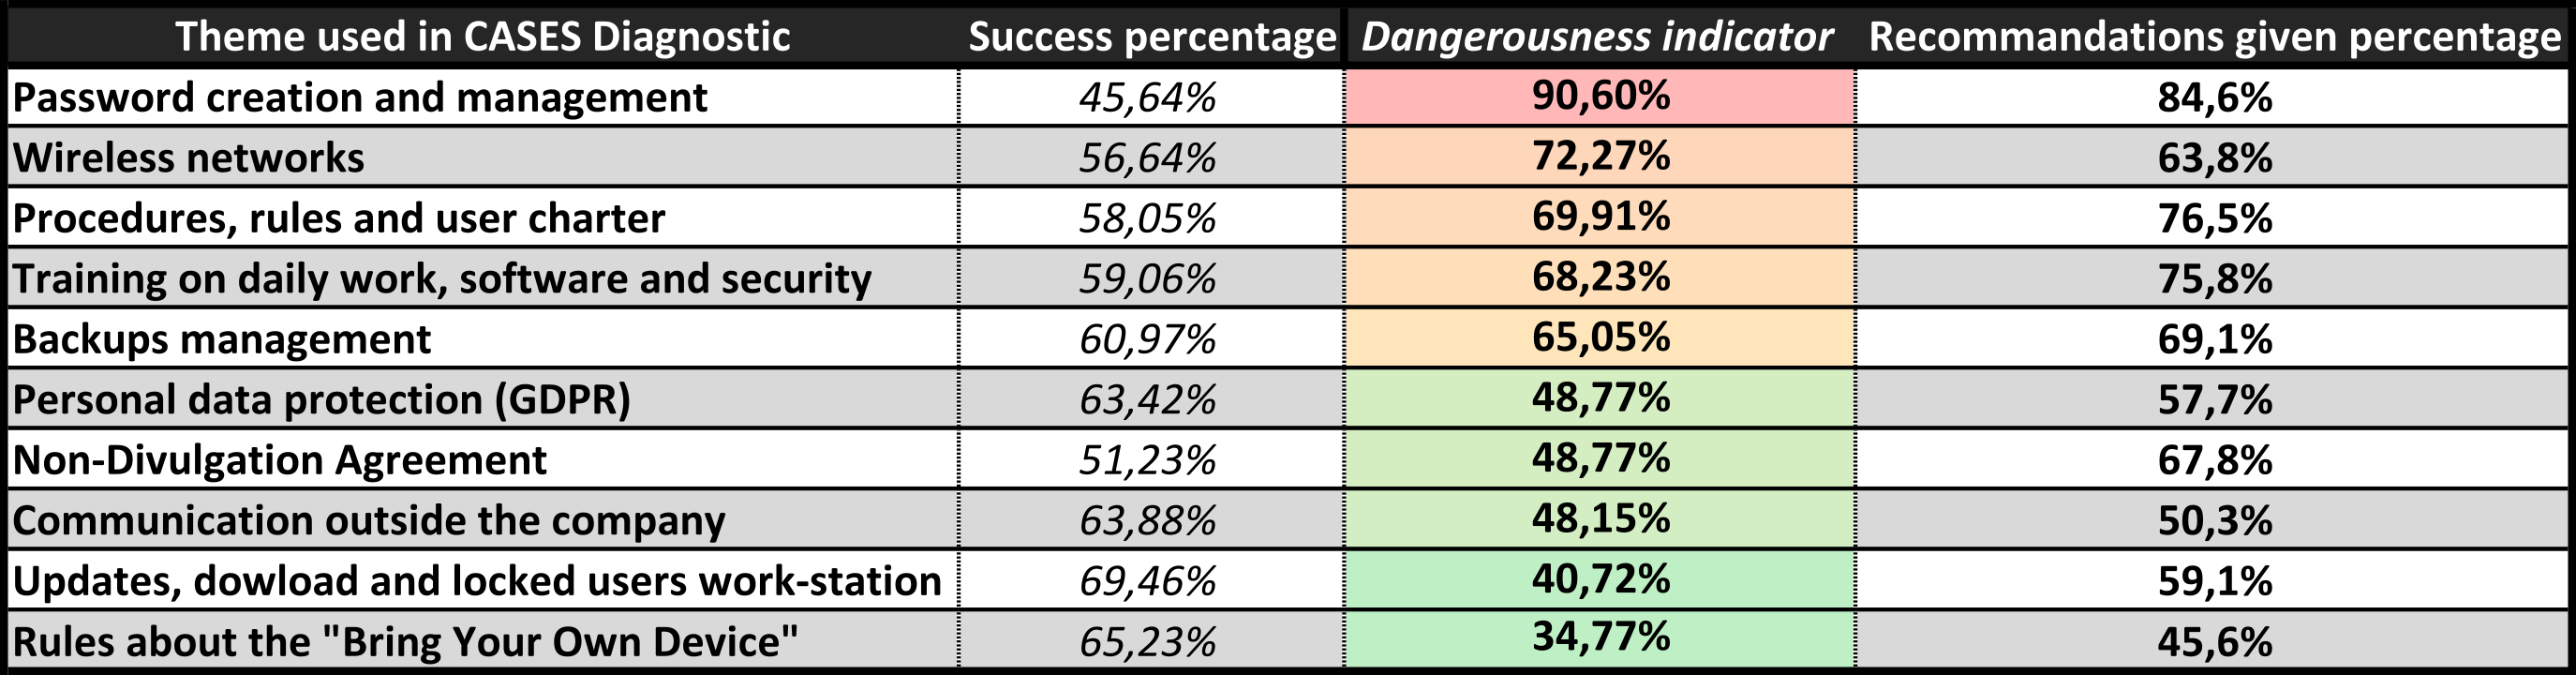 Theme used in CASES Diagnostic Success percentage Dangerousness indicator Recommandations given percentage
Password creation and management 45,64% 90,60% 84,6%
Wireless networks 56,64% 72,27% 63,8%
Procedures, rules and user charter 58,05% 69,91% 76,5%
Training on daily work, software and security 59,06% 68,23% 75,8%
Backups management 60,97% 65,05% 69,1%
Personal data protection (GDPR) 63,42% 48,77% 57,7%
Non-Divulgation Agreement 51,23% 48,77% 67,8%
Communication outside the company 63,88% 48,15% 50,3%
Updates, dowload and locked users work-station 69,46% 40,72% 59,1%
Rules about the "Bring Your Own Device" 65,23% 34,77% 45,6%